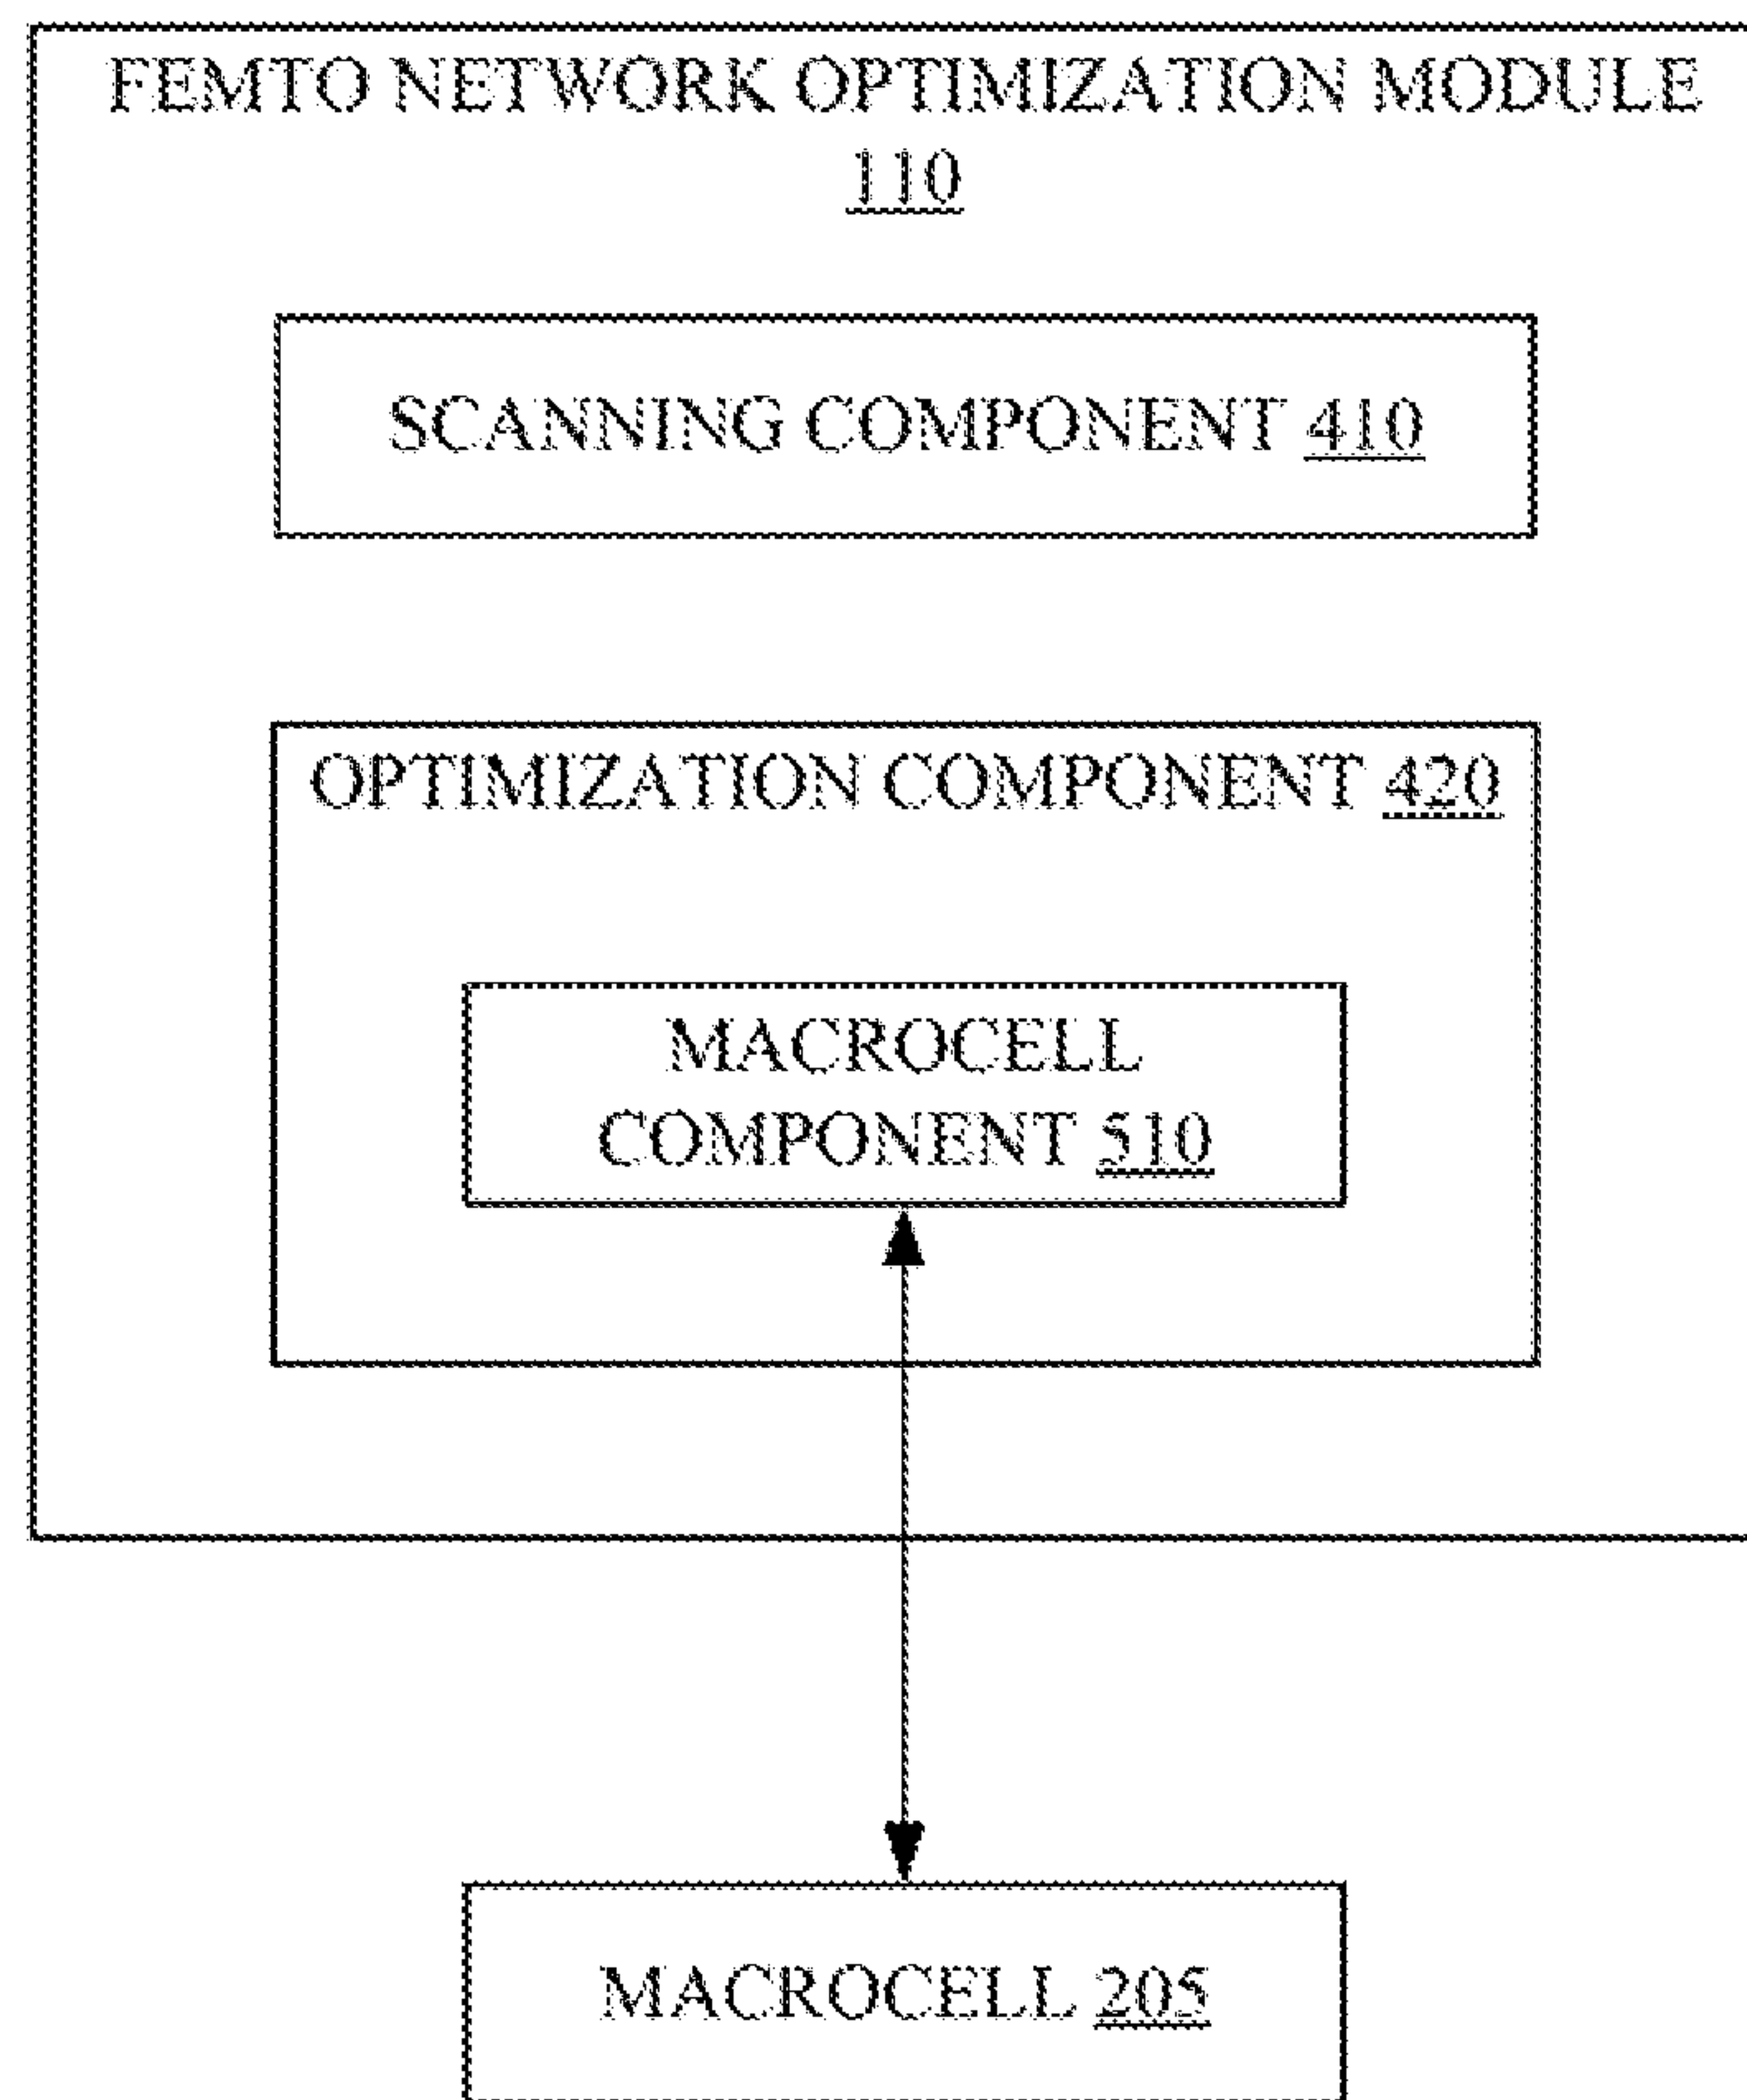 FEMTO NETWORK OPTIMIZATION MODULE
110
SCANNING COMPONENT 410
OPTIMIZATION COMPONENT 420
MACROCELL
COMPONENT 510
MACROCELL 205